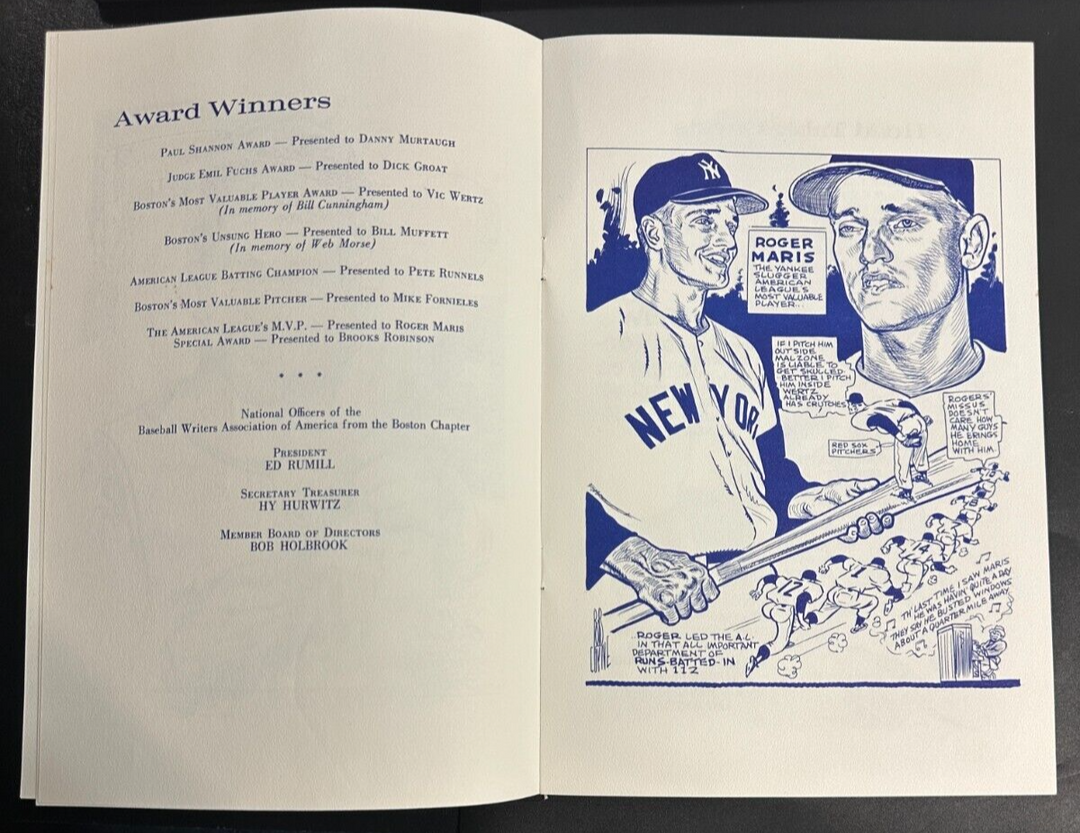 Award Winners
Paul Shannon Award — Presented to Danny Murtaugh
Judge Emil Fuchs Award — Presented to Dick Groat
Boston's Most Valuable Player Award — Presented to Vic Wertz
(In memory of Bill Cunningham)
Boston's Unsung Hero — Presented to Bill Muffett
(In memory of Web Morse)
American League Batting Champion — Presented to Pete Runnels
Boston's Most Valuable Pitcher — Presented to Mike Fornieles
The American League's M.V.P. — Presented to Roger Maris
Special Award — Presented to Brooks Robinson
* * *
National Officers of the
Baseball Writers Association of America from the Boston Chapter
President
ED RUMILL
Secretary Treasurer
HY HURWITZ
Member Board of Directors
BOB HOLBROOK
NY
ROGER
MARIS
THE YANKEE
SLUGGER
AMERICAN
LEAGUE'S
MOST VALUABLE
PLAYER...
IF I PITCH HIM
OUTSIDE
MALZONE
IS LIABLE TO
GET SKULLED
BETTER I PITCH
HIM INSIDE
WERTZ
ALREADY
HAS CRUTCHES
ROGERS'
MISSUS
DOESN'T
CARE HOW
MANY GUYS
HE BRINGS
HOME
WITH HIM
RED SOX
PITCHERS
NEW YOR
12
1
4
TH' LAST TIME I SAW MARIS
HE WAS HAVIN' QUITE A DAY
THEY SAY HE BUSTED WINDOWS
ABOUT A QUARTER MILE AWAY
BOB
COYNE
ROGER LED THE A.L.
IN THAT ALL IMPORTANT
DEPARTMENT OF
RUNS-BATTED-IN
WITH 112